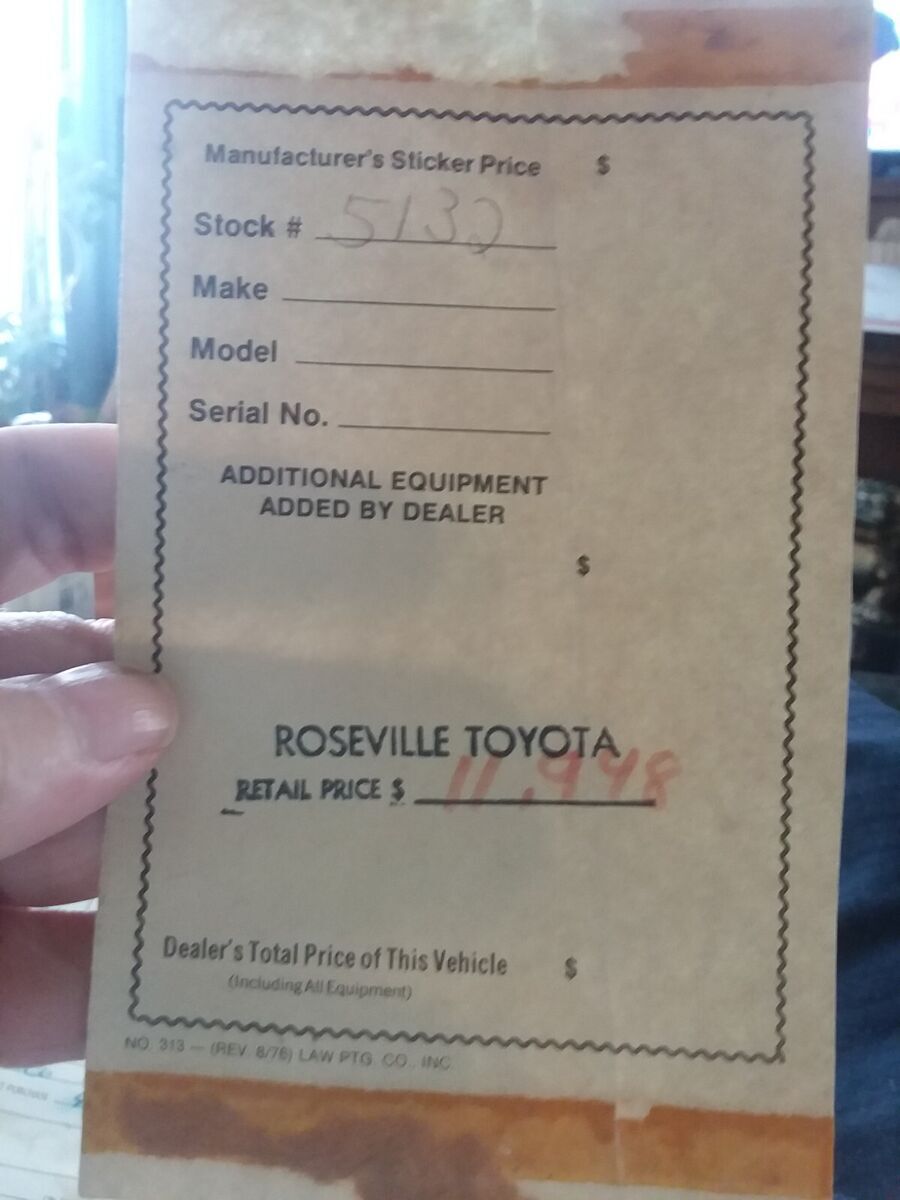 Manufacturer's Sticker Price $
Stock # 5132
Make
Model
Serial No.
ADDITIONAL EQUIPMENT
ADDED BY DEALER
$
ROSEVILLE TOYOTA
RETAIL PRICE $ 11,948
Dealer's Total Price of This Vehicle $
(Including All Equipment)
NO. 313 — (REV. 8/76) LAW PTG. CO., INC.